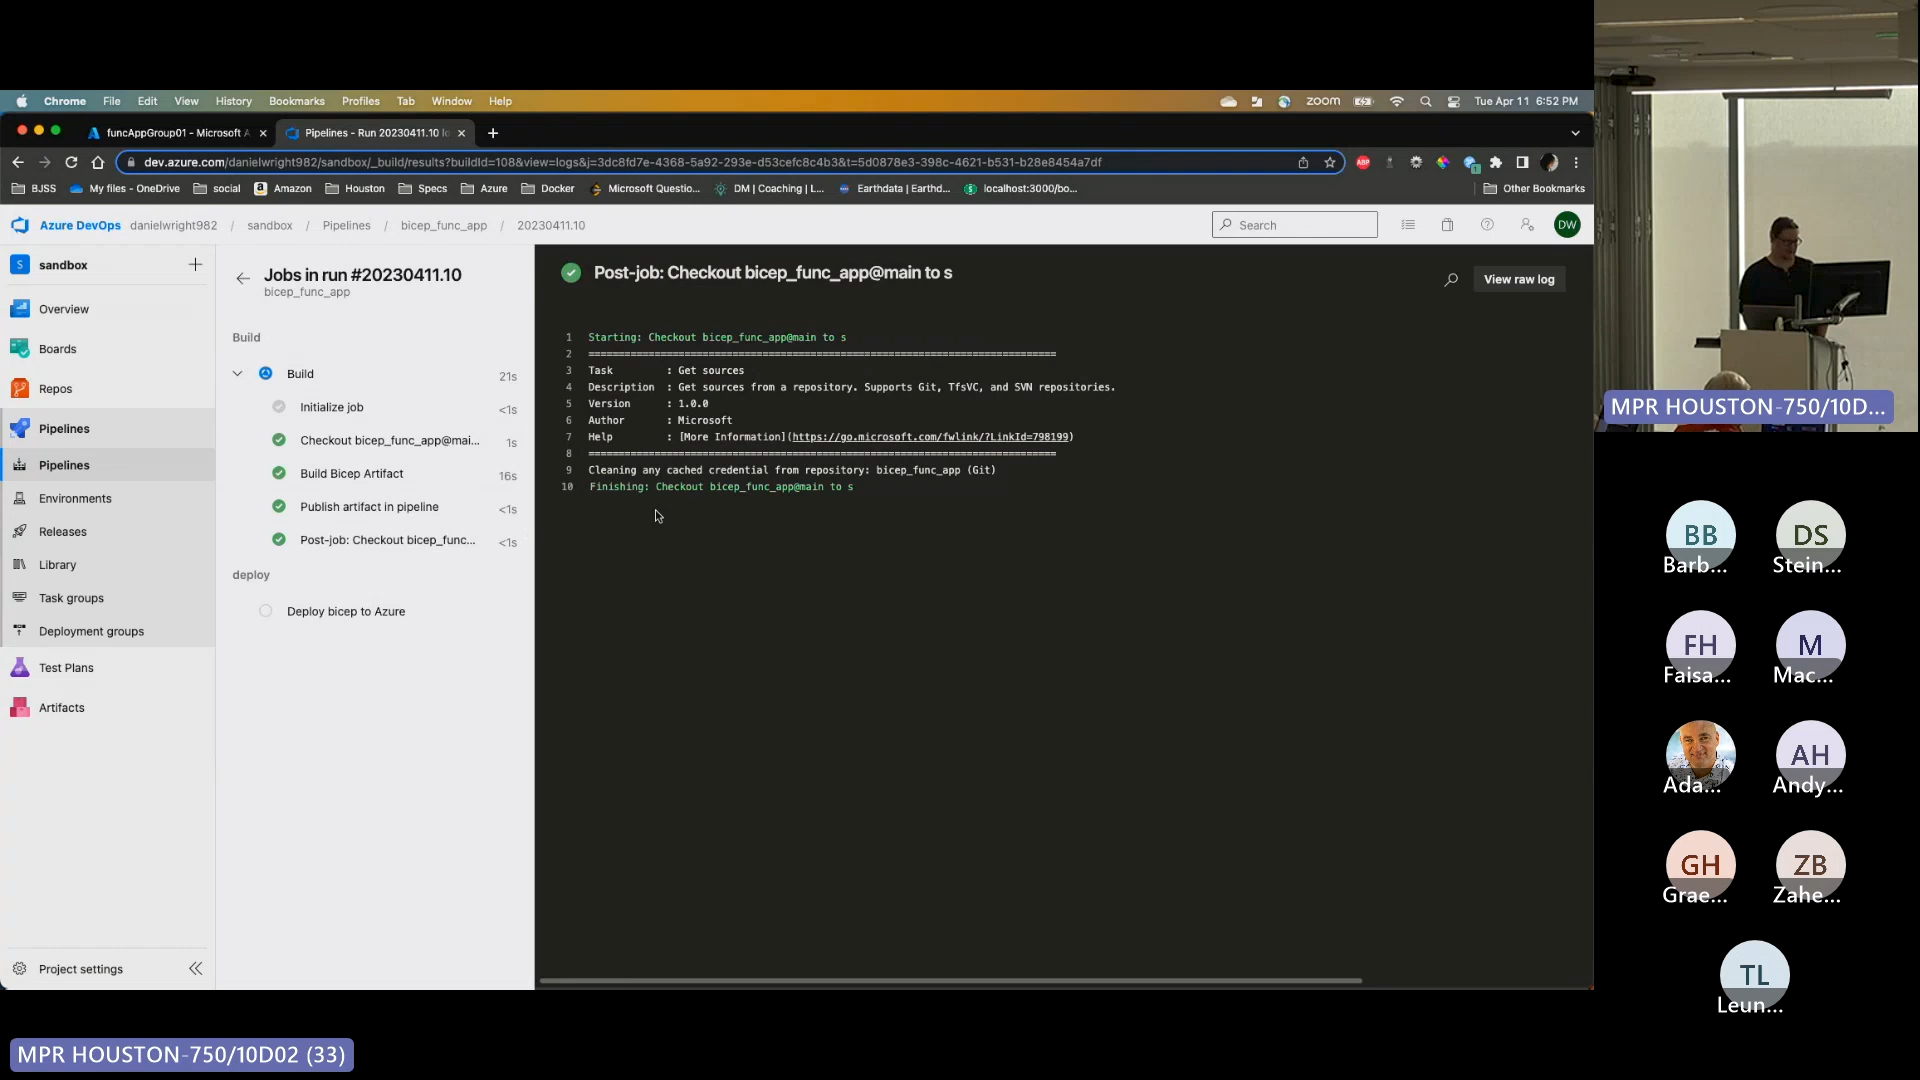 Chrome File Edit View History Bookmarks Profiles Tab Window Help
zoom Tue Apr 11 6:52 PM
funcAppGroup01 - Microsoft A
Pipelines - Run 20230411.10 lo
dev.azure.com/danielwright982/sandbox/_build/results?buildId=108&view=logs&j=3dc8fd7e-4368-5a92-293e-d53cefc8c4b3&t=5d0878e3-398c-4621-b531-b28e8454a7df
ABP
1
BJSS My files - OneDrive social Amazon Houston Specs Azure Docker Microsoft Questio... DM | Coaching | L... Earthdata | Earthd... localhost:3000/bo... Other Bookmarks
Azure DevOps danielwright982 / sandbox / Pipelines / bicep_func_app / 20230411.10
Search
DW
S sandbox
Overview
Boards
Repos
Pipelines
Pipelines
Environments
Releases
Library
Task groups
Deployment groups
Test Plans
Artifacts
Project settings
Jobs in run #20230411.10
bicep_func_app
Build
Build 21s
Initialize job <1s
Checkout bicep_func_app@mai... 1s
Build Bicep Artifact 16s
Publish artifact in pipeline <1s
Post-job: Checkout bicep_func... <1s
deploy
Deploy bicep to Azure
Post-job: Checkout bicep_func_app@main to s
View raw log
1 Starting: Checkout bicep_func_app@main to s
2 ==============================================================================
3 Task : Get sources
4 Description : Get sources from a repository. Supports Git, TfsVC, and SVN repositories.
5 Version : 1.0.0
6 Author : Microsoft
7 Help : [More Information](https://go.microsoft.com/fwlink/?LinkId=798199)
8 ==============================================================================
9 Cleaning any cached credential from repository: bicep_func_app (Git)
10 Finishing: Checkout bicep_func_app@main to s
MPR HOUSTON-750/10D...
BB DS
Barb... Stein...
FH M
Faisa... Mac...
AH
Ada... Andy...
GH ZB
Grae... Zahe...
TL
Leun...
MPR HOUSTON-750/10D02 (33)